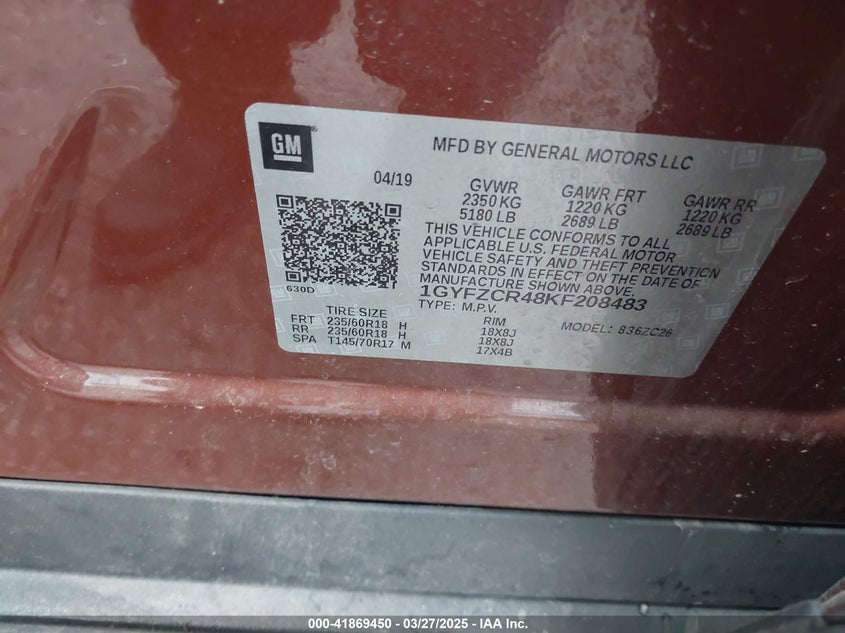 GM
MFD BY GENERAL MOTORS LLC
04/19
GVWR
2350 KG
5180 LB
GAWR FRT
1220 KG
2689 LB
GAWR RR
1220 KG
2689 LB
THIS VEHICLE CONFORMS TO ALL
APPLICABLE U.S. FEDERAL MOTOR
VEHICLE SAFETY AND THEFT PREVENTION
STANDARDS IN EFFECT ON THE DATE OF
MANUFACTURE SHOWN ABOVE.
630D
1GYFZCR48KF208483
TYPE: M.P.V.
MODEL: 836ZC26
TIRE SIZE
RIM
FRT 235/60R18 H 18X8J
RR 235/60R18 H 18X8J
SPA T145/70R17 M 17X4B
000-41869450 - 03/27/2025 - Copyright © IAA, Inc.